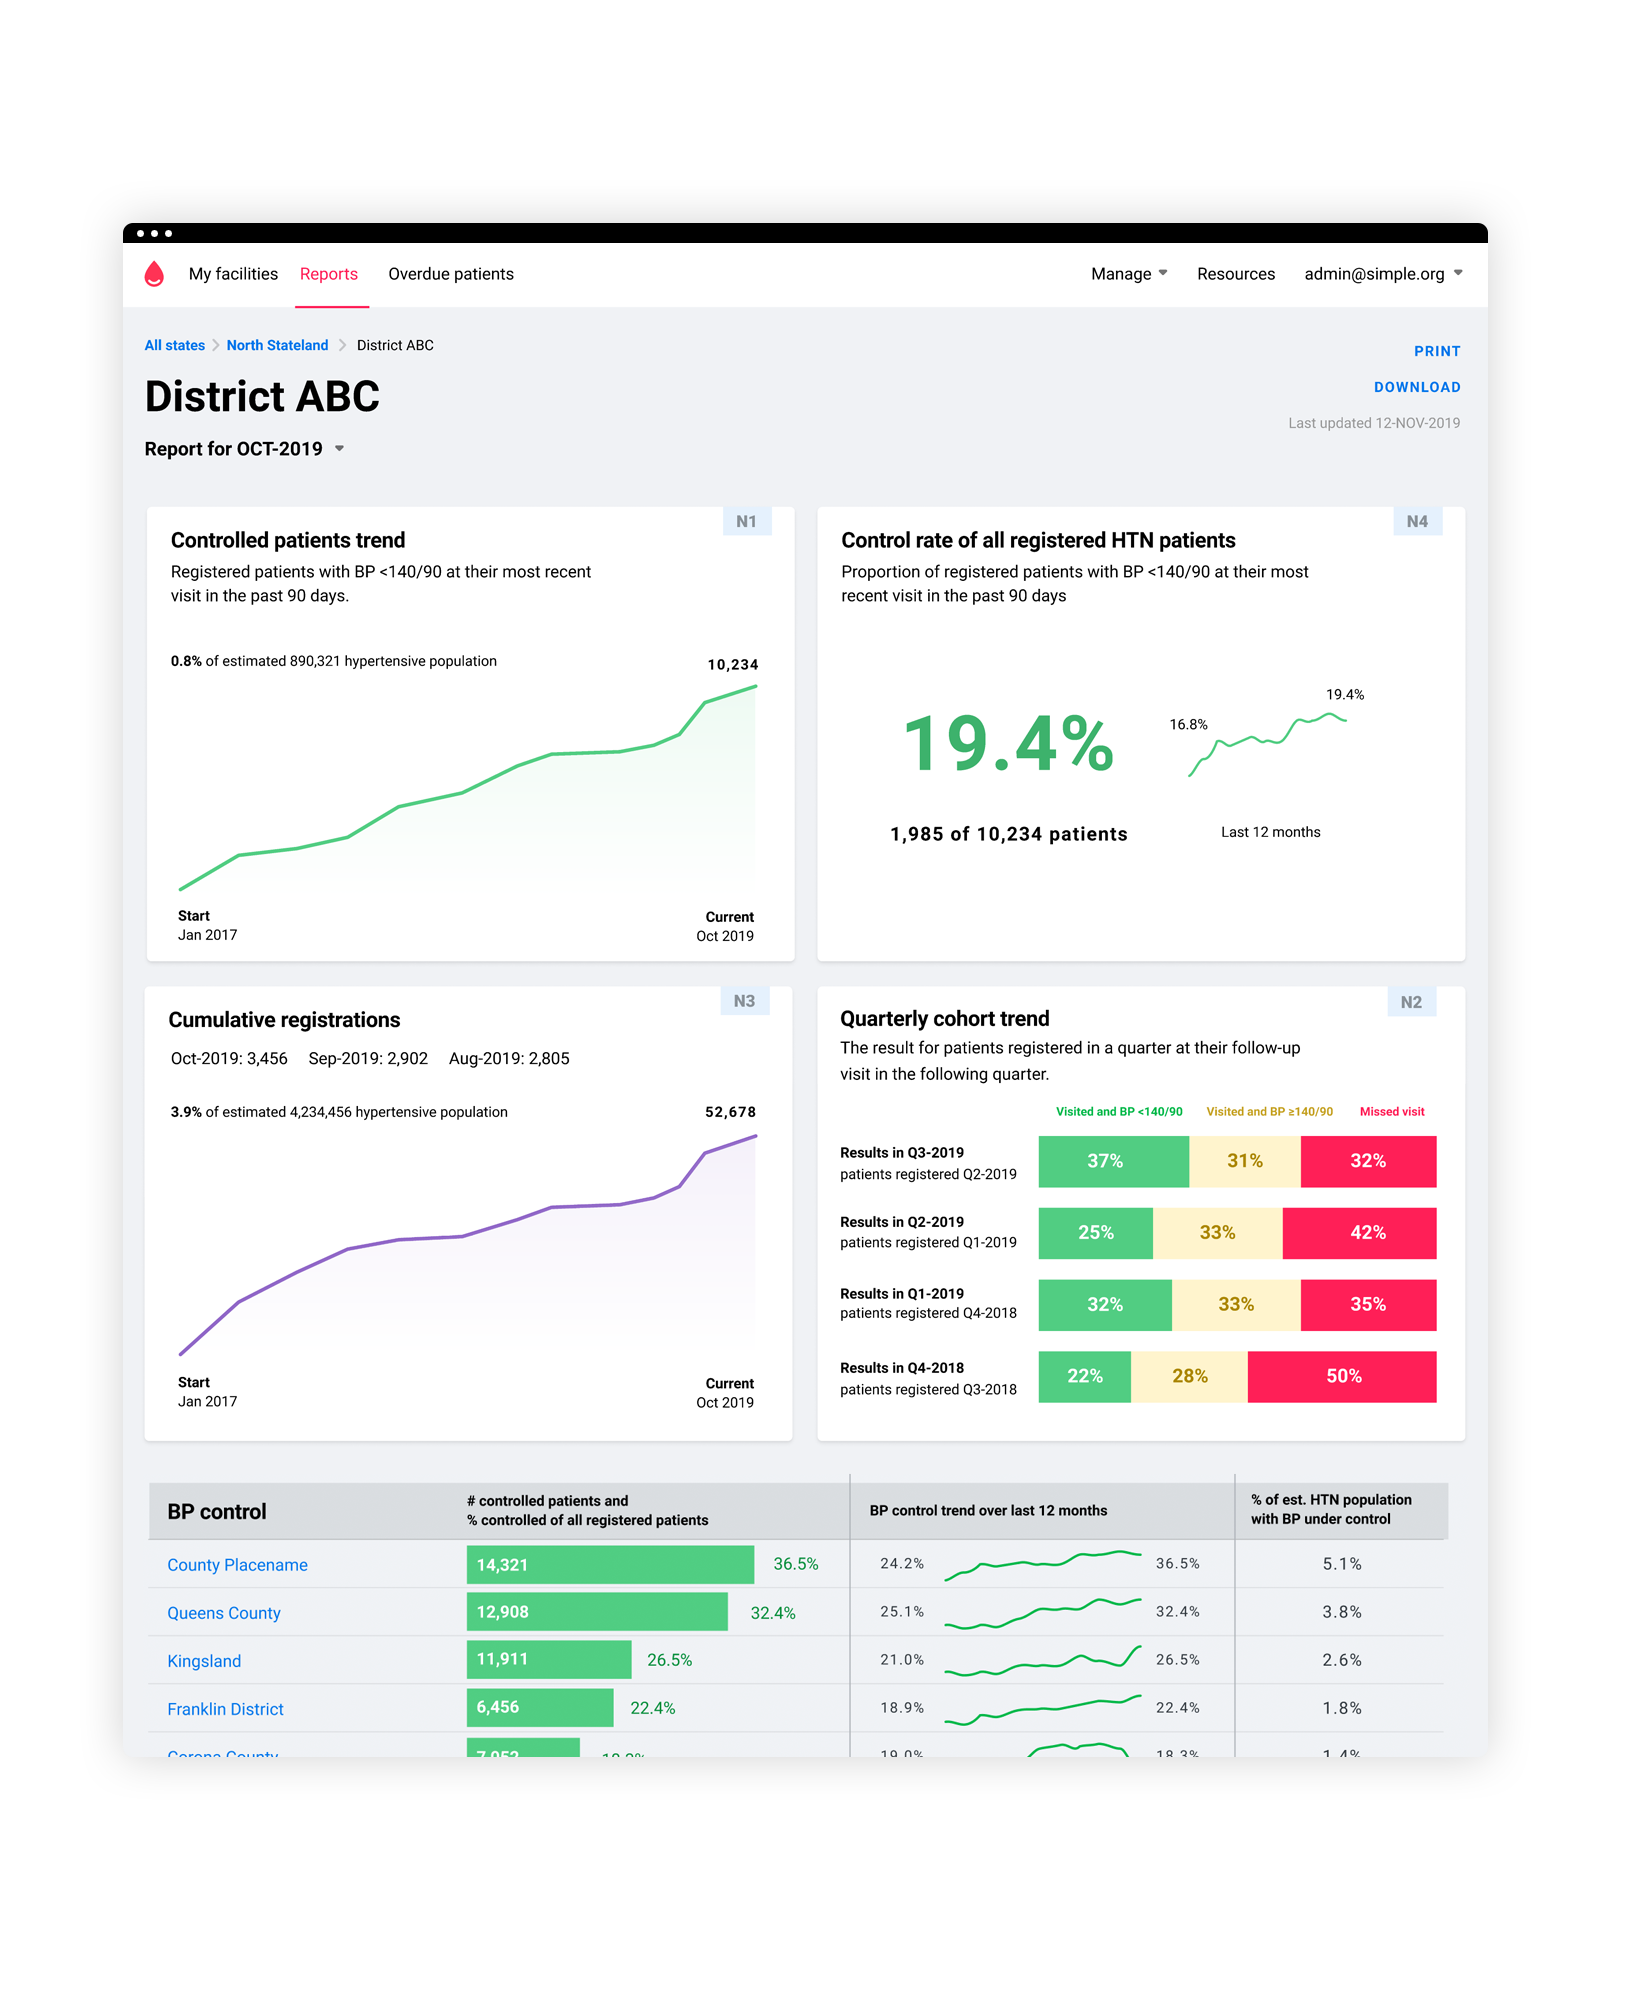 My facilities Reports Overdue patients Manage Resources admin@simple.org
All states North Stateland District ABC
PRINT
District ABC
DOWNLOAD
Last updated 12-NOV-2019
Report for OCT-2019
N1
Controlled patients trend
Registered patients with BP <140/90 at their most recent
visit in the past 90 days.
0.8% of estimated 890,321 hypertensive population
10,234
Start
Jan 2017
Current
Oct 2019
N4
Control rate of all registered HTN patients
Proportion of registered patients with BP <140/90 at their most
recent visit in the past 90 days
19.4%
1,985 of 10,234 patients
16.8%
19.4%
Last 12 months
N3
Cumulative registrations
Oct-2019: 3,456 Sep-2019: 2,902 Aug-2019: 2,805
3.9% of estimated 4,234,456 hypertensive population
52,678
Start
Jan 2017
Current
Oct 2019
N2
Quarterly cohort trend
The result for patients registered in a quarter at their follow-up
visit in the following quarter.
Visited and BP <140/90 Visited and BP ≥140/90 Missed visit
Results in Q3-2019
patients registered Q2-2019
37% 31% 32%
Results in Q2-2019
patients registered Q1-2019
25% 33% 42%
Results in Q1-2019
patients registered Q4-2018
32% 33% 35%
Results in Q4-2018
patients registered Q3-2018
22% 28% 50%
BP control
# controlled patients and
% controlled of all registered patients
BP control trend over last 12 months
% of est. HTN population
with BP under control
County Placename 14,321 36.5% 24.2% 36.5% 5.1%
Queens County 12,908 32.4% 25.1% 32.4% 3.8%
Kingsland 11,911 26.5% 21.0% 26.5% 2.6%
Franklin District 6,456 22.4% 18.9% 22.4% 1.8%
Corona County 7,052 19.0% 18.3% 1.4%